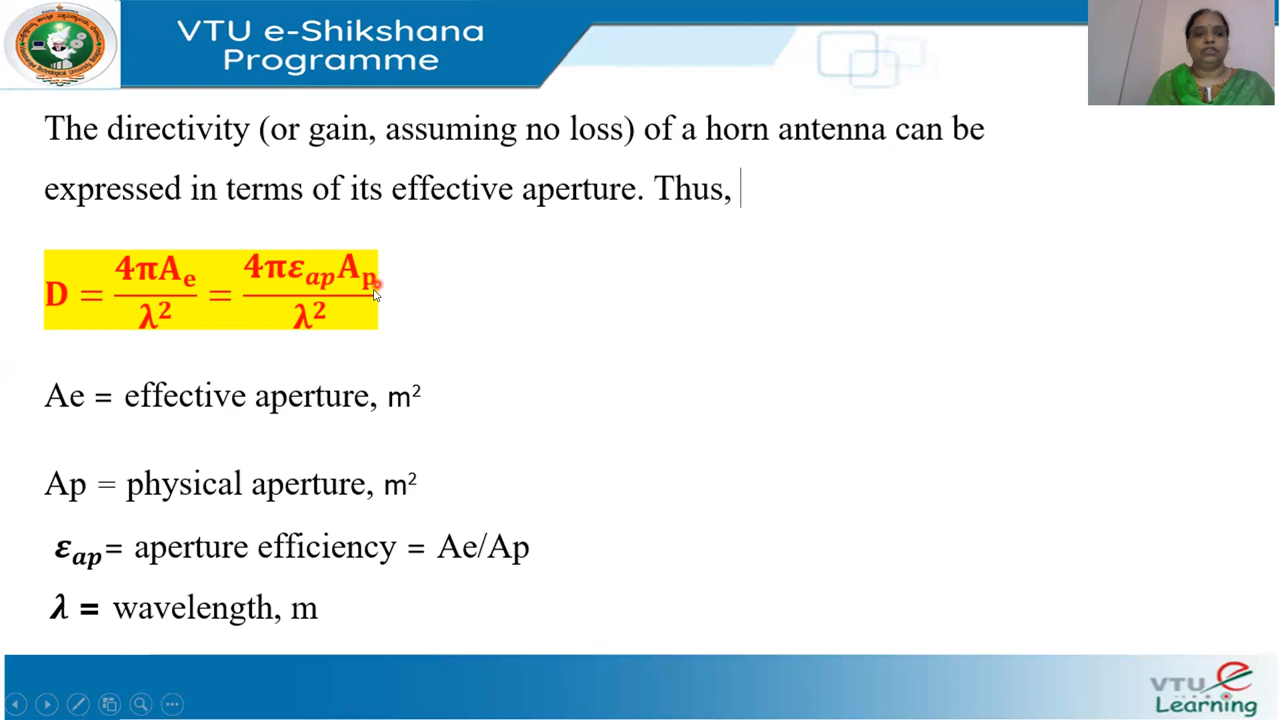 VTU e-Shikshana
Programme
The directivity (or gain, assuming no loss) of a horn antenna can be
expressed in terms of its effective aperture. Thus,
D = 4πAe/λ² = 4πεapAp/λ²
Ae = effective aperture, m²
Ap = physical aperture, m²
εap= aperture efficiency = Ae/Ap
λ = wavelength, m
VTU e
Learning